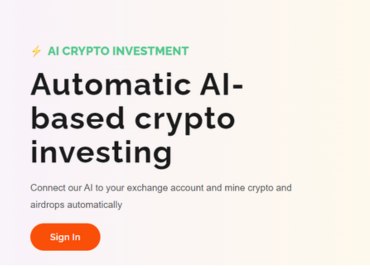 ⚡ AI CRYPTO INVESTMENT
Automatic AI-
based crypto
investing
Connect our AI to your exchange account and mine crypto and
airdrops automatically
Sign In